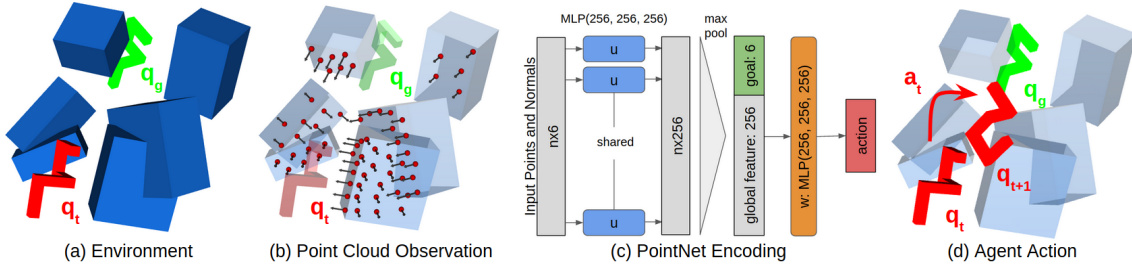 q_g
q_t
(a) Environment
q_g
q_t
(b) Point Cloud Observation
MLP(256, 256, 256)
max
pool
Input Points and Normals
nx6
u
u
shared
u
nx256
goal: 6
global feature: 256
w: MLP(256, 256, 256)
action
(c) PointNet Encoding
a_t
q_g
q_{t+1}
q_t
(d) Agent Action